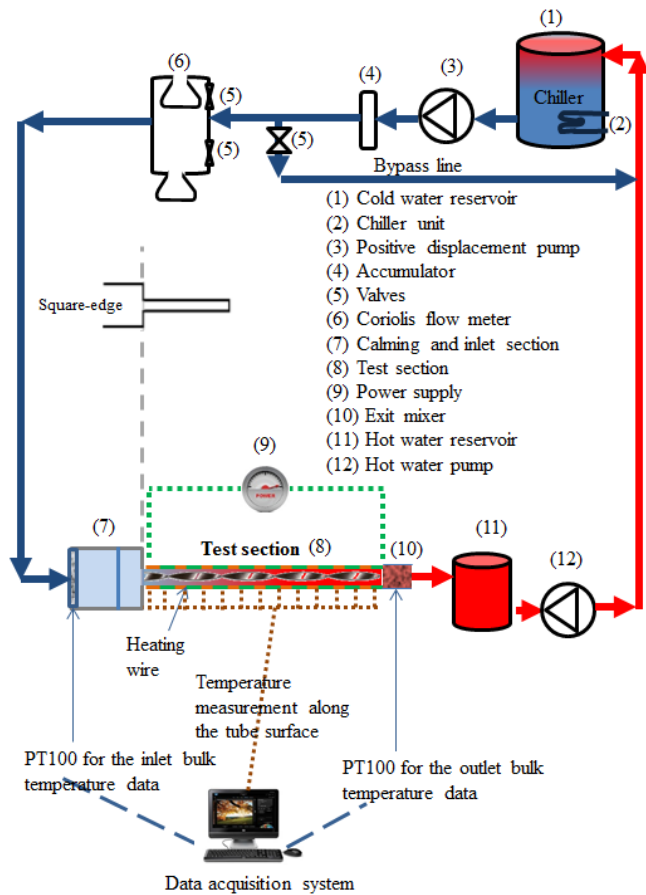 (1)
(6)
(3)
(4)
(5)
Chiller
(2)
(5)
(5)
Bypass line
(1) Cold water reservoir
(2) Chiller unit
(3) Positive displacement pump
(4) Accumulator
(5) Valves
(6) Coriolis flow meter
(7) Calming and inlet section
(8) Test section
(9) Power supply
(10) Exit mixer
(11) Hot water reservoir
(12) Hot water pump
Square-edge
(9)
POWER
(7)
Test section (8)
(10)
(11)
(12)
Heating
wire
Temperature
measurement along
the tube surface
PT100 for the inlet bulk
temperature data
PT100 for the outlet bulk
temperature data
Data acquisition system